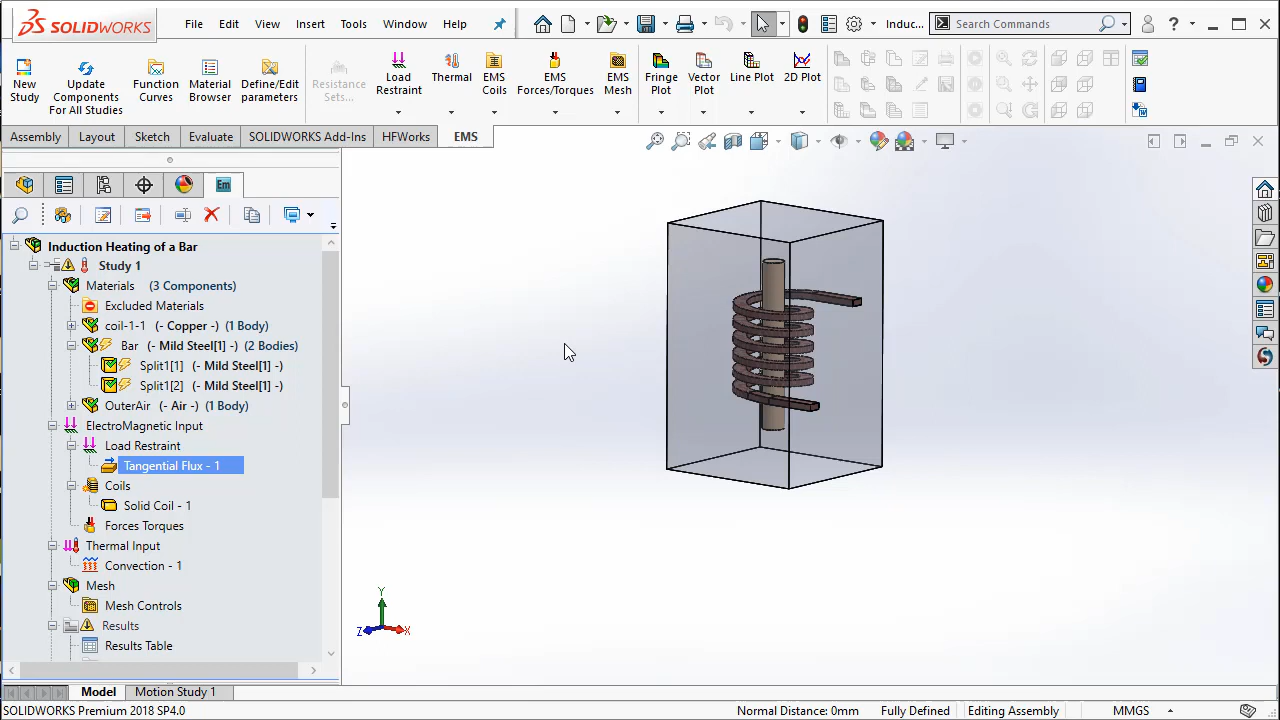 SOLIDWORKS File Edit View Insert Tools Window Help Induc... Search Commands ?
New Study
Update Components For All Studies
Function Curves
Material Browser
Define/Edit parameters
Resistance Sets...
Load Restraint
Thermal
EMS Coils
EMS Forces/Torques
EMS Mesh
Fringe Plot
Vector Plot
Line Plot
2D Plot
Assembly Layout Sketch Evaluate SOLIDWORKS Add-Ins HFWorks EMS
Em
Induction Heating of a Bar
Study 1
Materials (3 Components)
Excluded Materials
coil-1-1 (- Copper -) (1 Body)
Bar (- Mild Steel[1] -) (2 Bodies)
Split1[1] (- Mild Steel[1] -)
Split1[2] (- Mild Steel[1] -)
OuterAir (- Air -) (1 Body)
ElectroMagnetic Input
Load Restraint
Tangential Flux - 1
Coils
Solid Coil - 1
Forces Torques
Thermal Input
Convection - 1
Mesh
Mesh Controls
Results
Results Table
Y
Z
X
Model Motion Study 1
SOLIDWORKS Premium 2018 SP4.0 Normal Distance: 0mm Fully Defined Editing Assembly MMGS